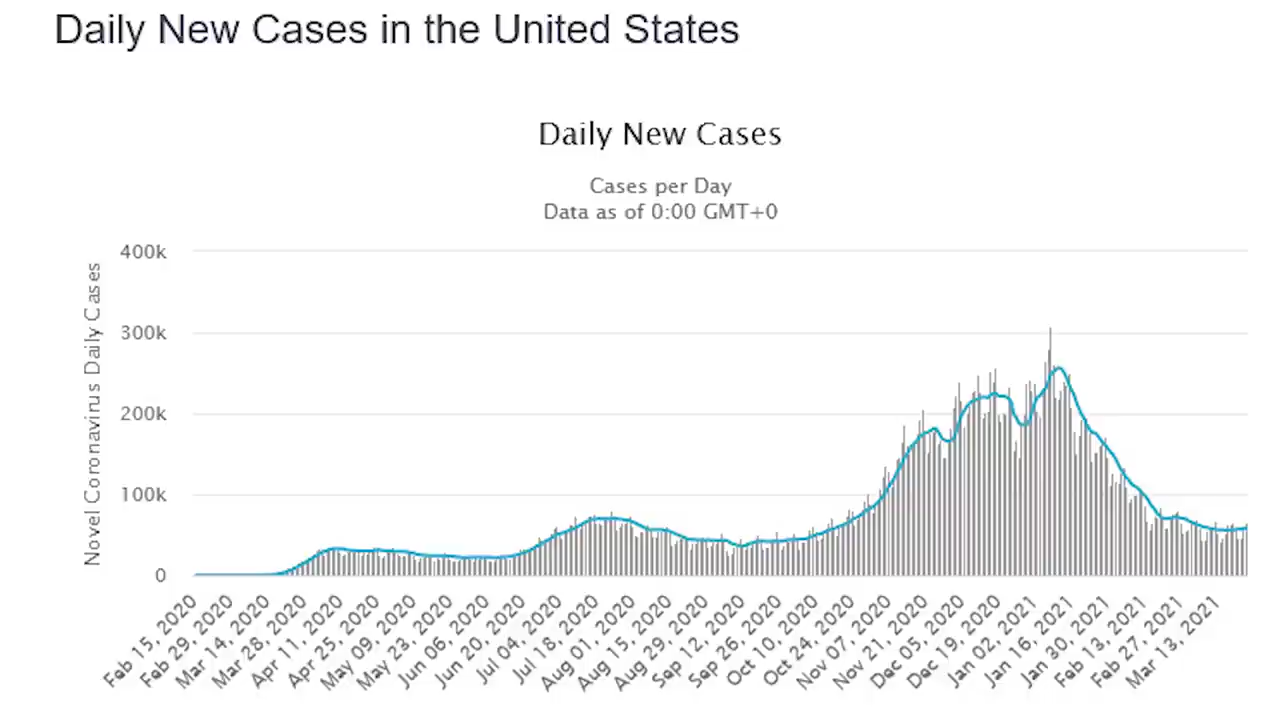 Daily New Cases in the United States
Daily New Cases
Cases per Day
Data as of 0:00 GMT+0
Novel Coronavirus Daily Cases
400k
300k
200k
100k
0
Feb 15, 2020
Feb 29, 2020
Mar 14, 2020
Mar 28, 2020
Apr 11, 2020
Apr 25, 2020
May 09, 2020
May 23, 2020
Jun 06, 2020
Jun 20, 2020
Jul 04, 2020
Jul 18, 2020
Aug 01, 2020
Aug 15, 2020
Aug 29, 2020
Sep 12, 2020
Sep 26, 2020
Oct 10, 2020
Oct 24, 2020
Nov 07, 2020
Nov 21, 2020
Dec 05, 2020
Dec 19, 2020
Jan 02, 2021
Jan 16, 2021
Jan 30, 2021
Feb 13, 2021
Feb 27, 2021
Mar 13, 2021